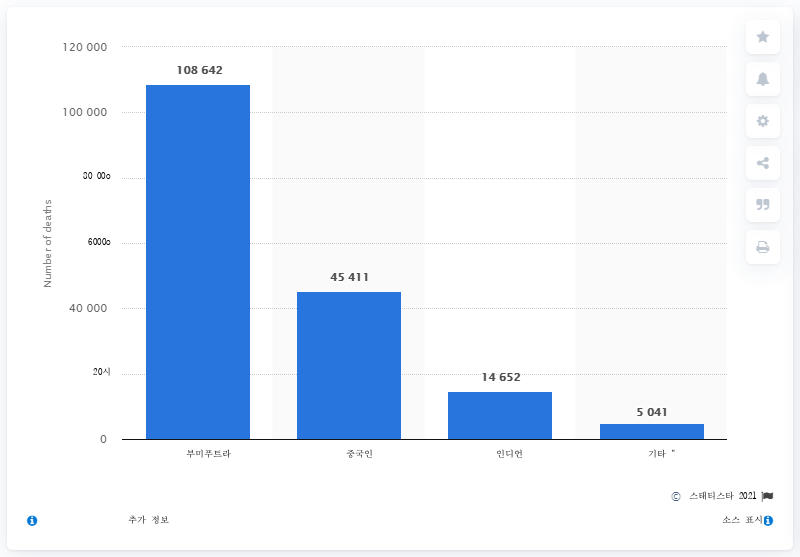 120 000
108 642
100 000
80 00o
6000o
Number of deaths
45 411
40 000
20시
14 652
5 041
0
부미푸트라
중국인
인디언
기타 *
© 스태티스타 2021
추가 정보
소스 표시